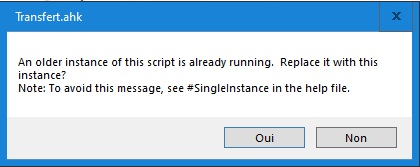 Transfert.ahk
An older instance of this script is already running.  Replace it with this
instance?
Note: To avoid this message, see #SingleInstance in the help file.
Oui
Non